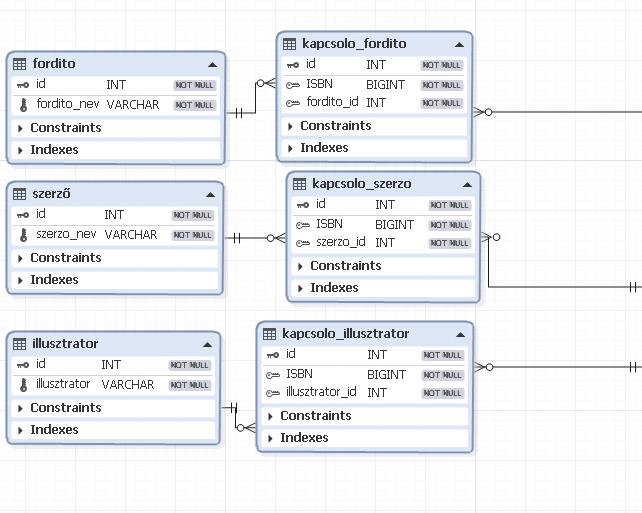 fordito
id INT NOT NULL
fordito_nev VARCHAR NOT NULL
Constraints
Indexes
kapcsolo_fordito
id INT NOT NULL
ISBN BIGINT NOT NULL
fordito_id INT NOT NULL
Constraints
Indexes
szerző
id INT NOT NULL
szerzo_nev VARCHAR NOT NULL
Constraints
Indexes
kapcsolo_szerzo
id INT NOT NULL
ISBN BIGINT NOT NULL
szerzo_id INT NOT NULL
Constraints
Indexes
illusztrator
id INT NOT NULL
illusztrator VARCHAR NOT NULL
Constraints
Indexes
kapcsolo_illusztrator
id INT NOT NULL
ISBN BIGINT NOT NULL
illusztrator_id INT NOT NULL
Constraints
Indexes